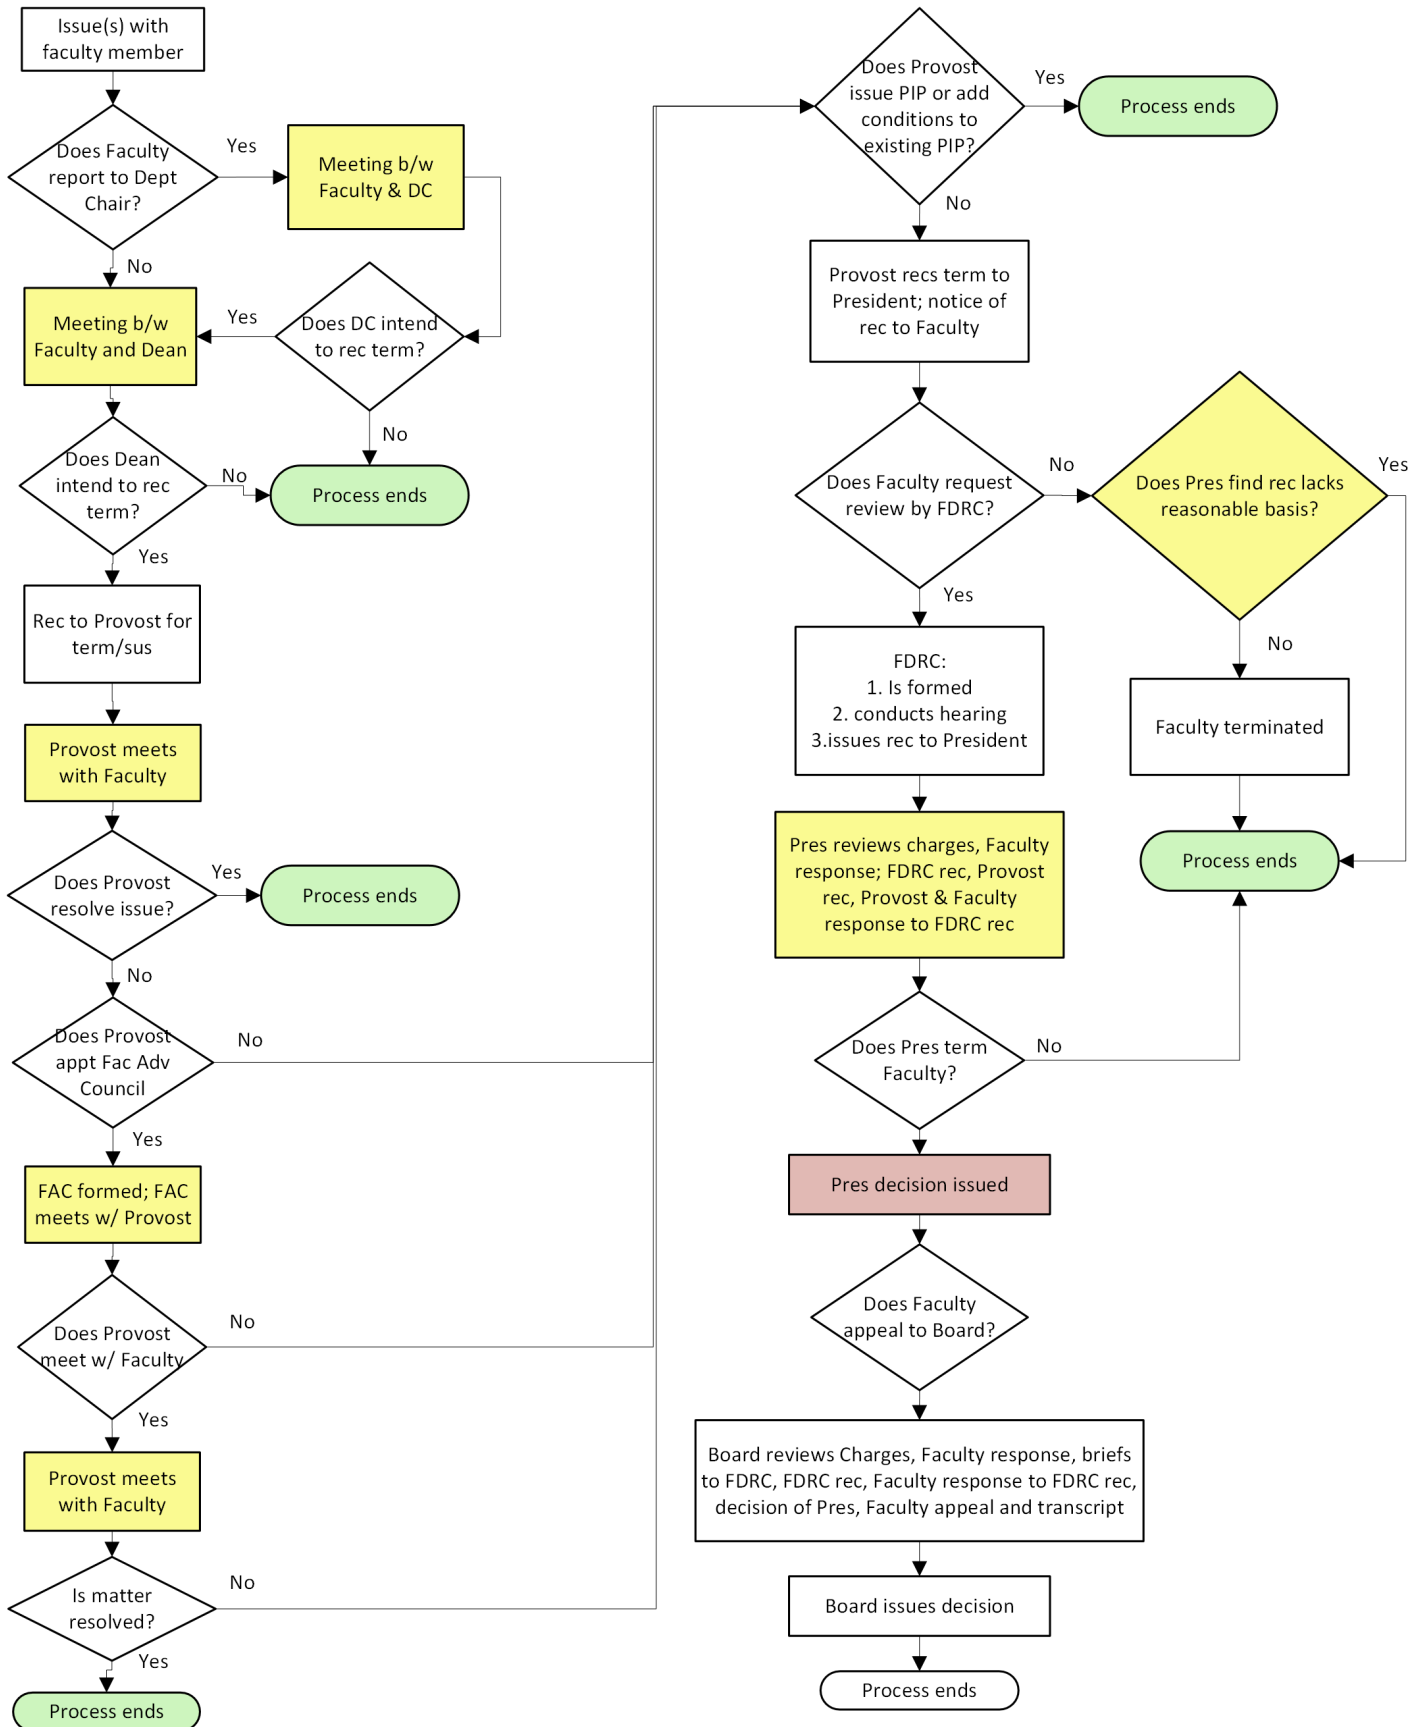 Issue(s) with
faculty member
Does Faculty
report to Dept
Chair?
Yes
Meeting b/w
Faculty & DC
No
Meeting b/w
Faculty and Dean
Yes
Does DC intend
to rec term?
No
Does Dean
intend to rec
term?
No
Process ends
Yes
Rec to Provost for
term/sus
Provost meets
with Faculty
Does Provost
resolve issue?
Yes
Process ends
No
Does Provost
appt Fac Adv
Council
No
Yes
FAC formed; FAC
meets w/ Provost
Does Provost
meet w/ Faculty
No
Yes
Provost meets
with Faculty
Is matter
resolved?
No
Yes
Process ends
Does Provost
issue PIP or add
conditions to
existing PIP?
Yes
Process ends
No
Provost recs term to
President; notice of
rec to Faculty
Does Faculty request
review by FDRC?
No
Does Pres find rec lacks
reasonable basis?
Yes
Yes
No
FDRC:
1. Is formed
2. conducts hearing
3.issues rec to President
Faculty terminated
Pres reviews charges, Faculty
response; FDRC rec, Provost
rec, Provost & Faculty
response to FDRC rec
Process ends
Does Pres term
Faculty?
No
Pres decision issued
Does Faculty
appeal to Board?
Board reviews Charges, Faculty response, briefs
to FDRC, FDRC rec, Faculty response to FDRC rec,
decision of Pres, Faculty appeal and transcript
Board issues decision
Process ends